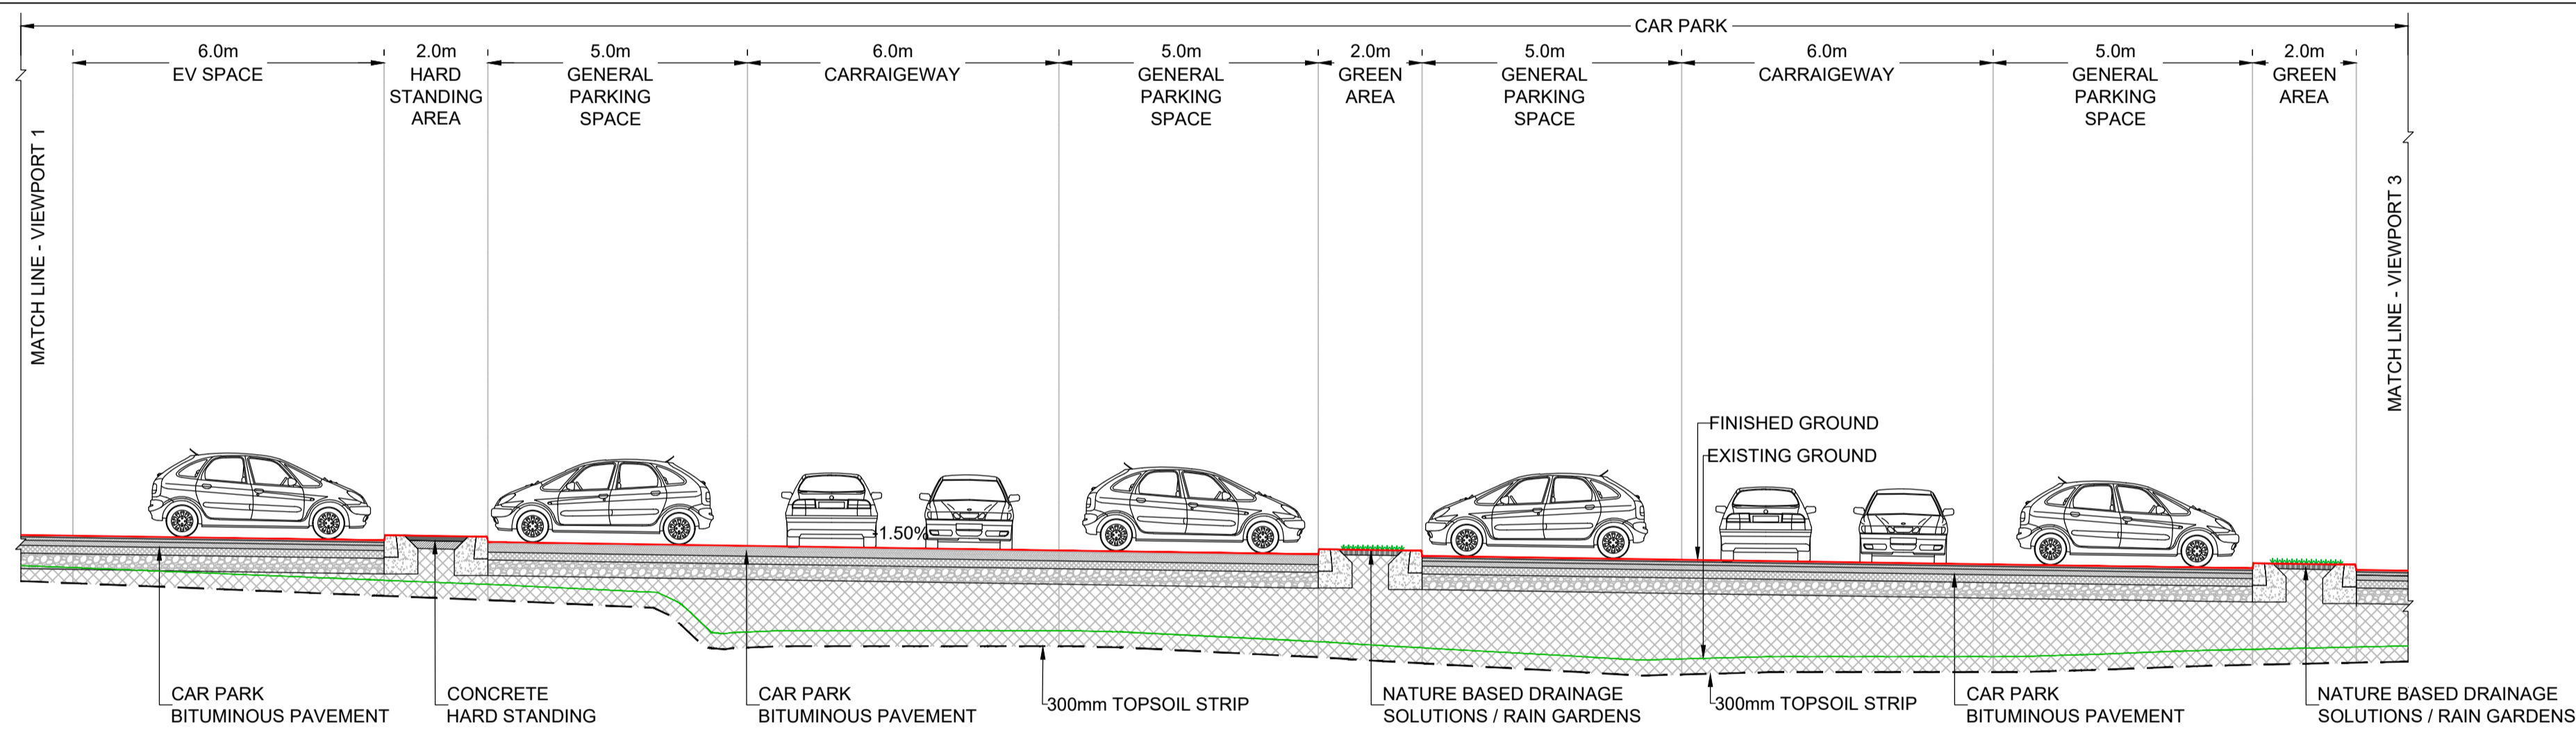 CAR PARK
6.0m
EV SPACE
2.0m
HARD
STANDING
AREA
5.0m
GENERAL
PARKING
SPACE
6.0m
CARRAIGEWAY
5.0m
GENERAL
PARKING
SPACE
2.0m
GREEN
AREA
5.0m
GENERAL
PARKING
SPACE
6.0m
CARRAIGEWAY
5.0m
GENERAL
PARKING
SPACE
2.0m
GREEN
AREA
MATCH LINE - VIEWPORT 1
MATCH LINE - VIEWPORT 3
FINISHED GROUND
EXISTING GROUND
-1.50%
CAR PARK
BITUMINOUS PAVEMENT
CONCRETE
HARD STANDING
CAR PARK
BITUMINOUS PAVEMENT
300mm TOPSOIL STRIP
NATURE BASED DRAINAGE
SOLUTIONS / RAIN GARDENS
300mm TOPSOIL STRIP
CAR PARK
BITUMINOUS PAVEMENT
NATURE BASED DRAINAGE
SOLUTIONS / RAIN GARDENS